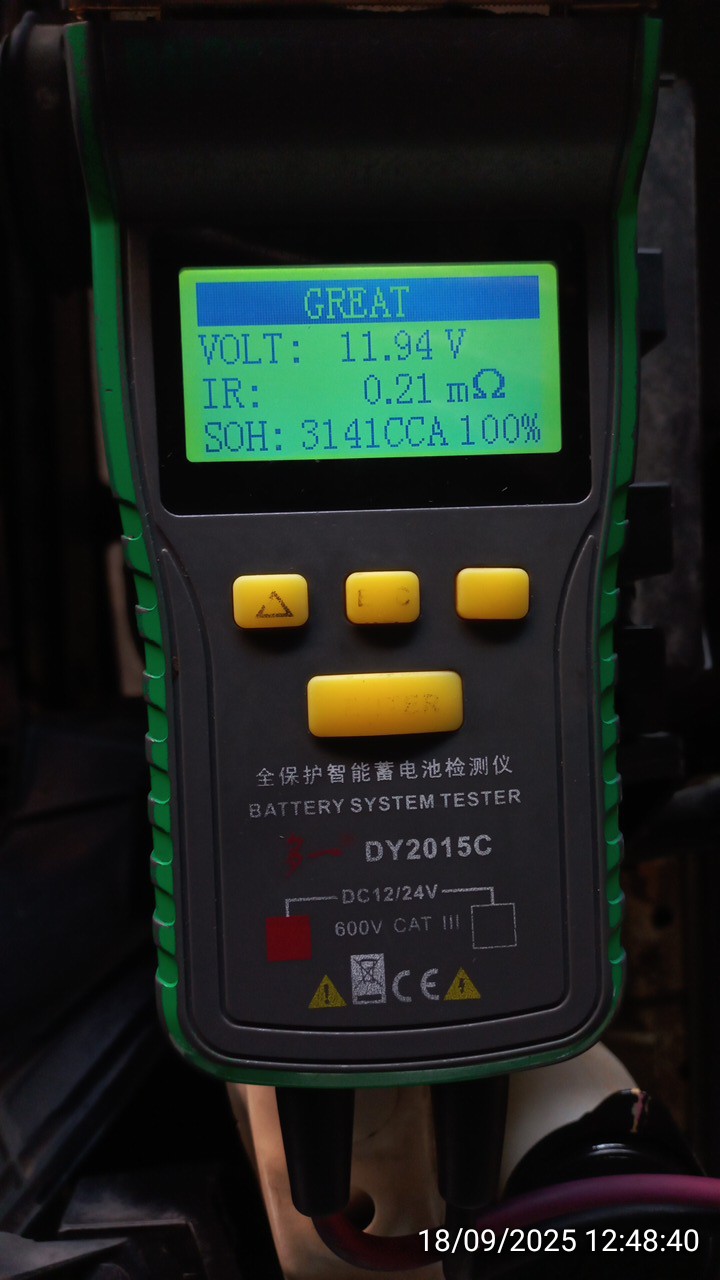 GREAT
VOLT: 11.94 V
IR: 0.21 mΩ
SOH: 3141CCA 100%
全保护智能蓄电池检测仪
BATTERY SYSTEM TESTER
DY2015C
DC12/24V
600V CAT III
CE
18/09/2025 12:48:40